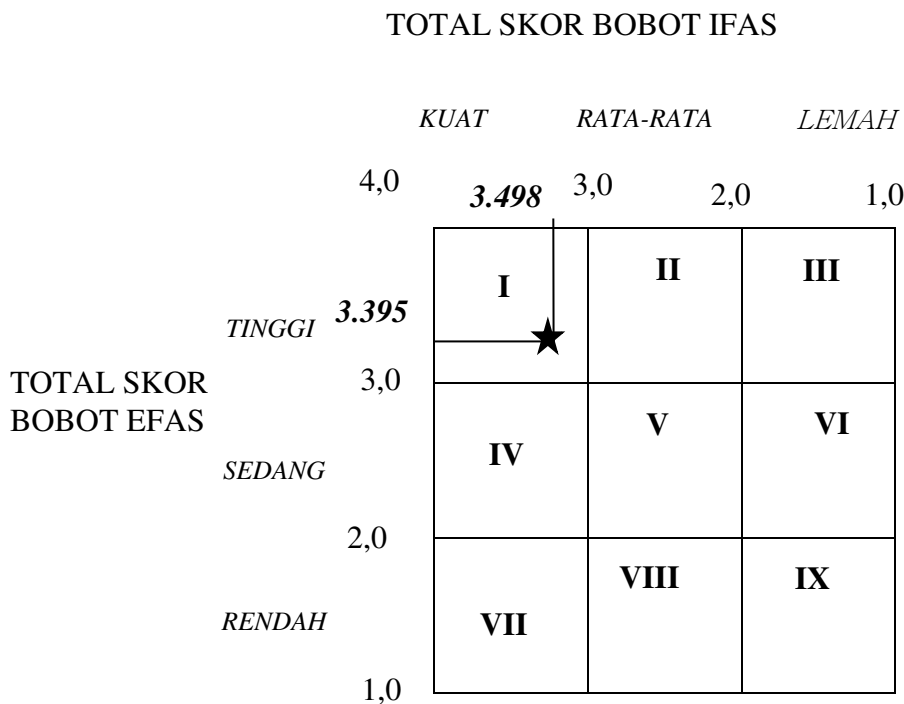 TOTAL SKOR BOBOT IFAS
KUAT RATA-RATA LEMAH
4,0 3.498 3,0 2,0 1,0
I II III
3.395
TINGGI
3,0
TOTAL SKOR
BOBOT EFAS
IV V VI
SEDANG
2,0
VII VIII IX
RENDAH
1,0